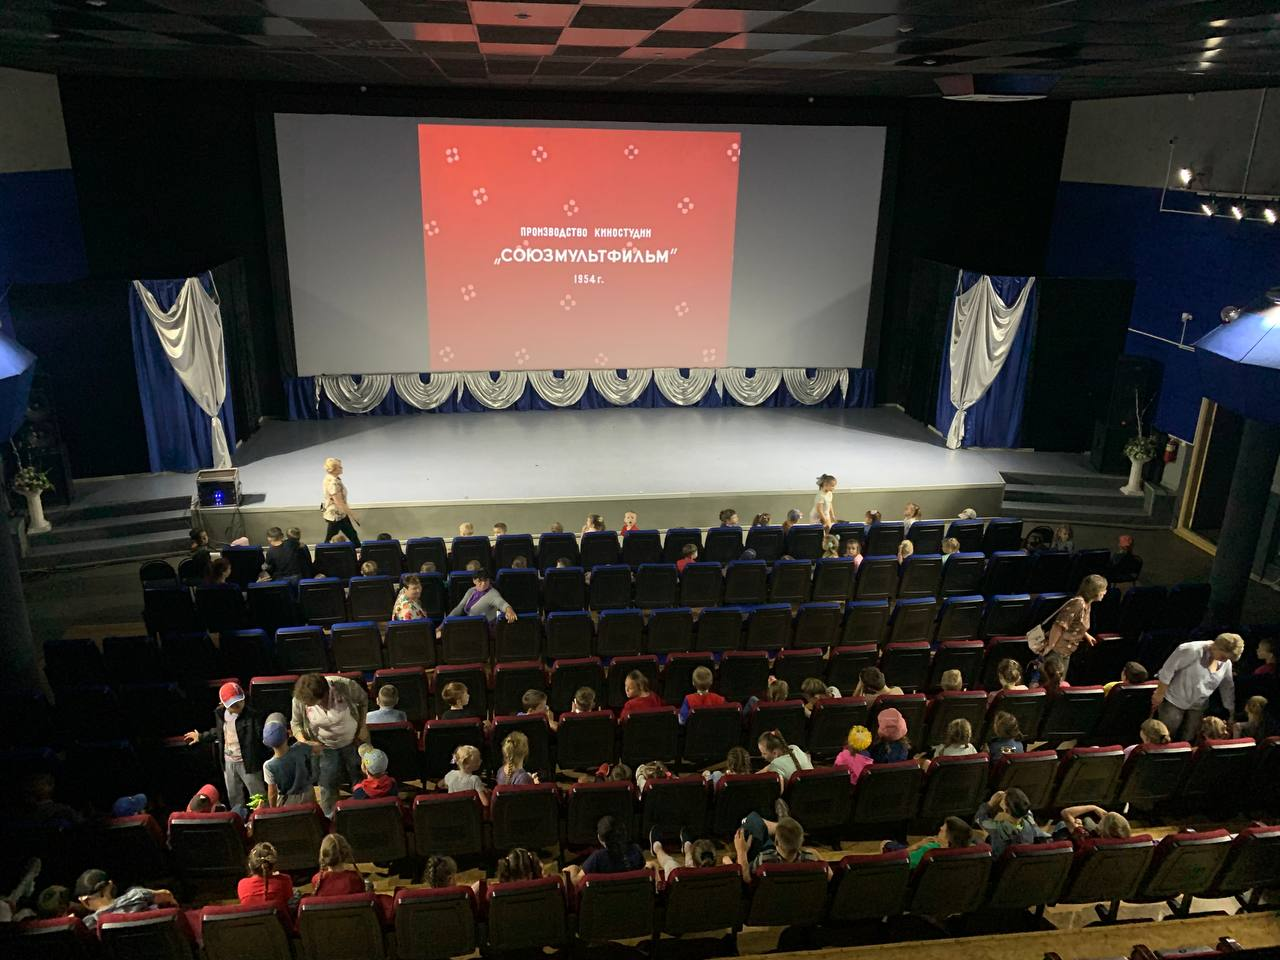 ПРОИЗВОДСТВО КИНОСТУДИИ
„СОЮЗМУЛЬТФИЛЬМ”
1954 г.